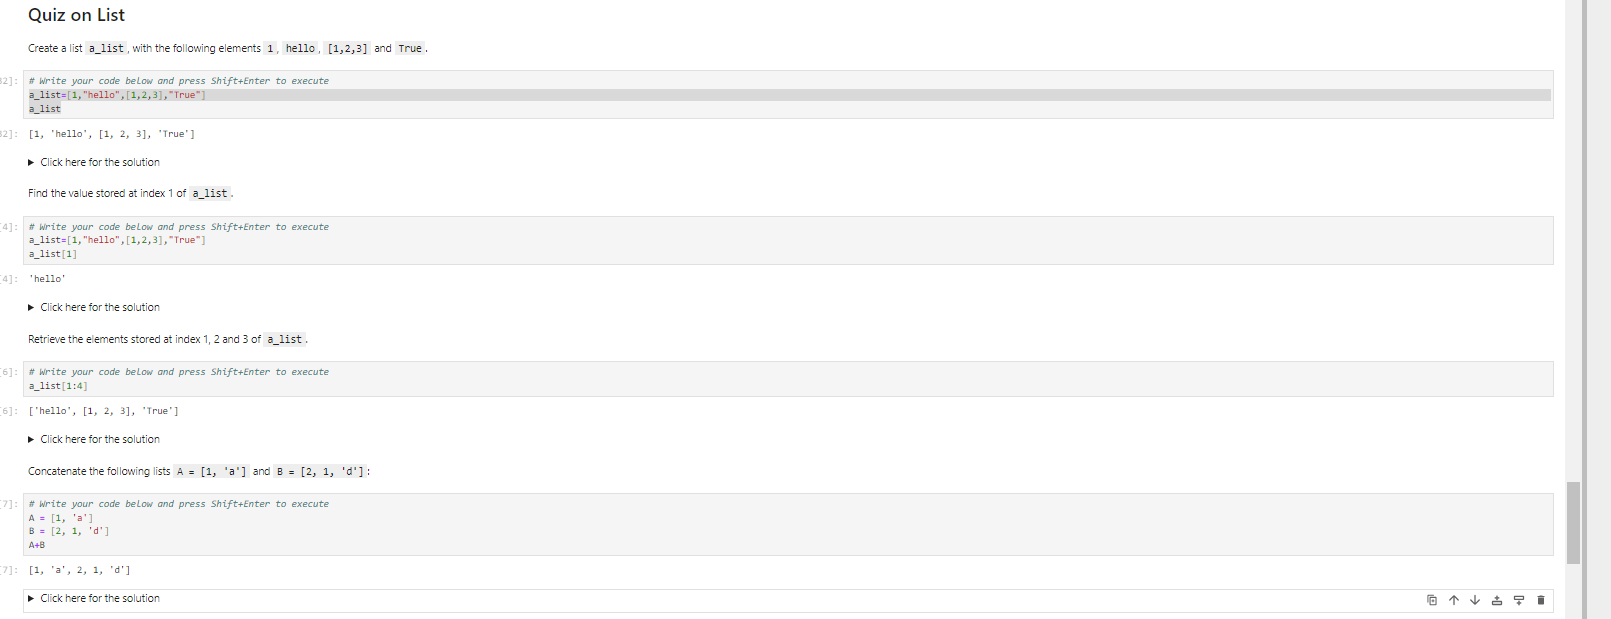 Quiz on List
Create a list a_list, with the following elements 1, hello, [1,2,3] and True.
32]: # Write your code below and press Shift+Enter to execute
a_list=[1,"hello",[1,2,3],"True"]
a_list
32]: [1, 'hello', [1, 2, 3], 'True']
Click here for the solution
Find the value stored at index 1 of a_list.
[4]: # Write your code below and press Shift+Enter to execute
a_list=[1,"hello",[1,2,3],"True"]
a_list[1]
[4]: 'hello'
Click here for the solution
Retrieve the elements stored at index 1, 2 and 3 of a_list.
[6]: # Write your code below and press Shift+Enter to execute
a_list[1:4]
[6]: ['hello', [1, 2, 3], 'True']
Click here for the solution
Concatenate the following lists A = [1, 'a'] and B = [2, 1, 'd']:
[7]: # Write your code below and press Shift+Enter to execute
A = [1, 'a']
B = [2, 1, 'd']
A+B
[7]: [1, 'a', 2, 1, 'd']
Click here for the solution